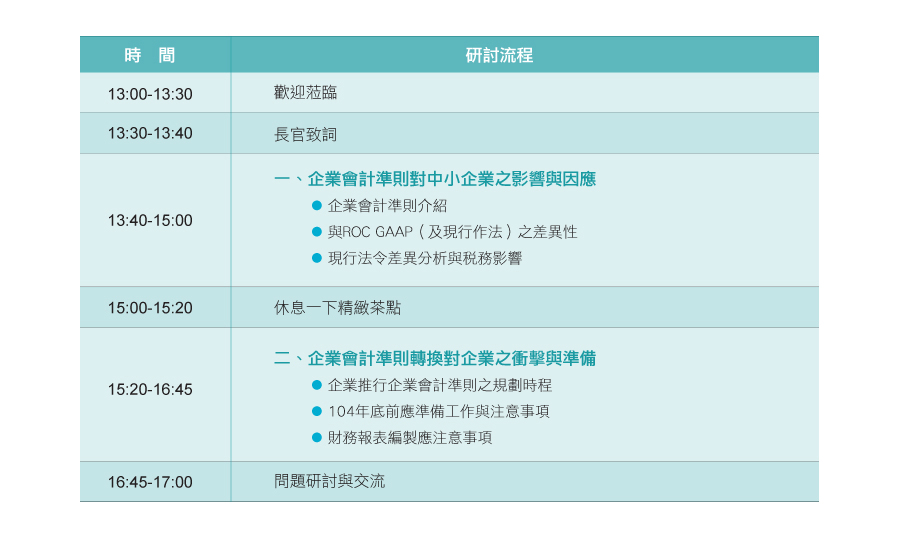 時　間　研討流程
13:00-13:30　歡迎蒞臨
13:30-13:40　長官致詞
13:40-15:00
一、企業會計準則對中小企業之影響與因應
● 企業會計準則介紹
● 與ROC GAAP（及現行作法）之差異性
● 現行法令差異分析與稅務影響
15:00-15:20　休息一下精緻茶點
15:20-16:45
二、企業會計準則轉換對企業之衝擊與準備
● 企業推行企業會計準則之規劃時程
● 104年底前應準備工作與注意事項
● 財務報表編製應注意事項
16:45-17:00　問題研討與交流